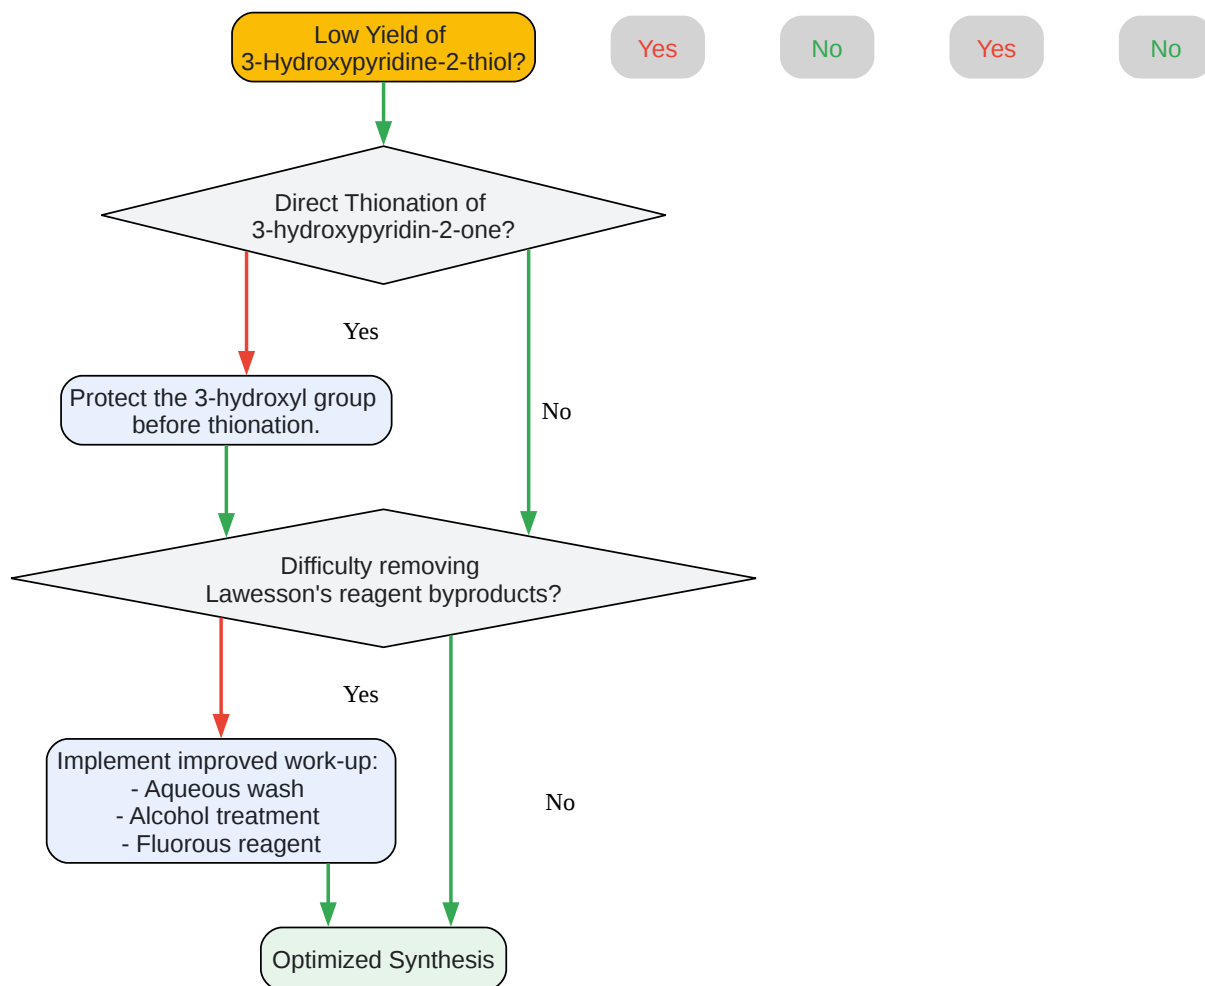 Low Yield of
3-Hydroxypyridine-2-thiol?
Yes
No
Yes
No
Direct Thionation of
3-hydroxypyridin-2-one?
Yes
Protect the 3-hydroxyl group
before thionation.
No
Difficulty removing
Lawesson's reagent byproducts?
Yes
Implement improved work-up:
- Aqueous wash
- Alcohol treatment
- Fluorous reagent
No
Optimized Synthesis